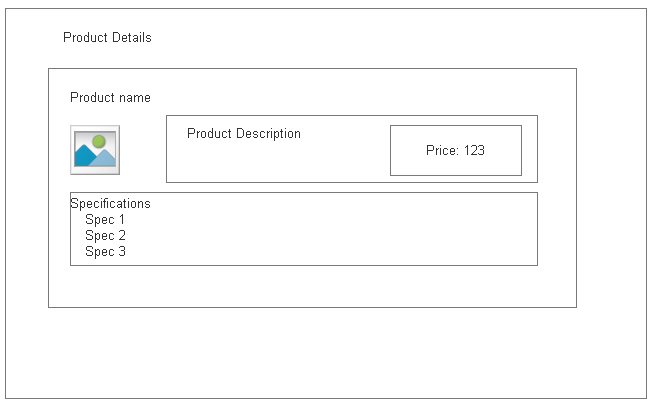 Product Details
Product name
Product Description
Price: 123
Specifications
Spec 1
Spec 2
Spec 3